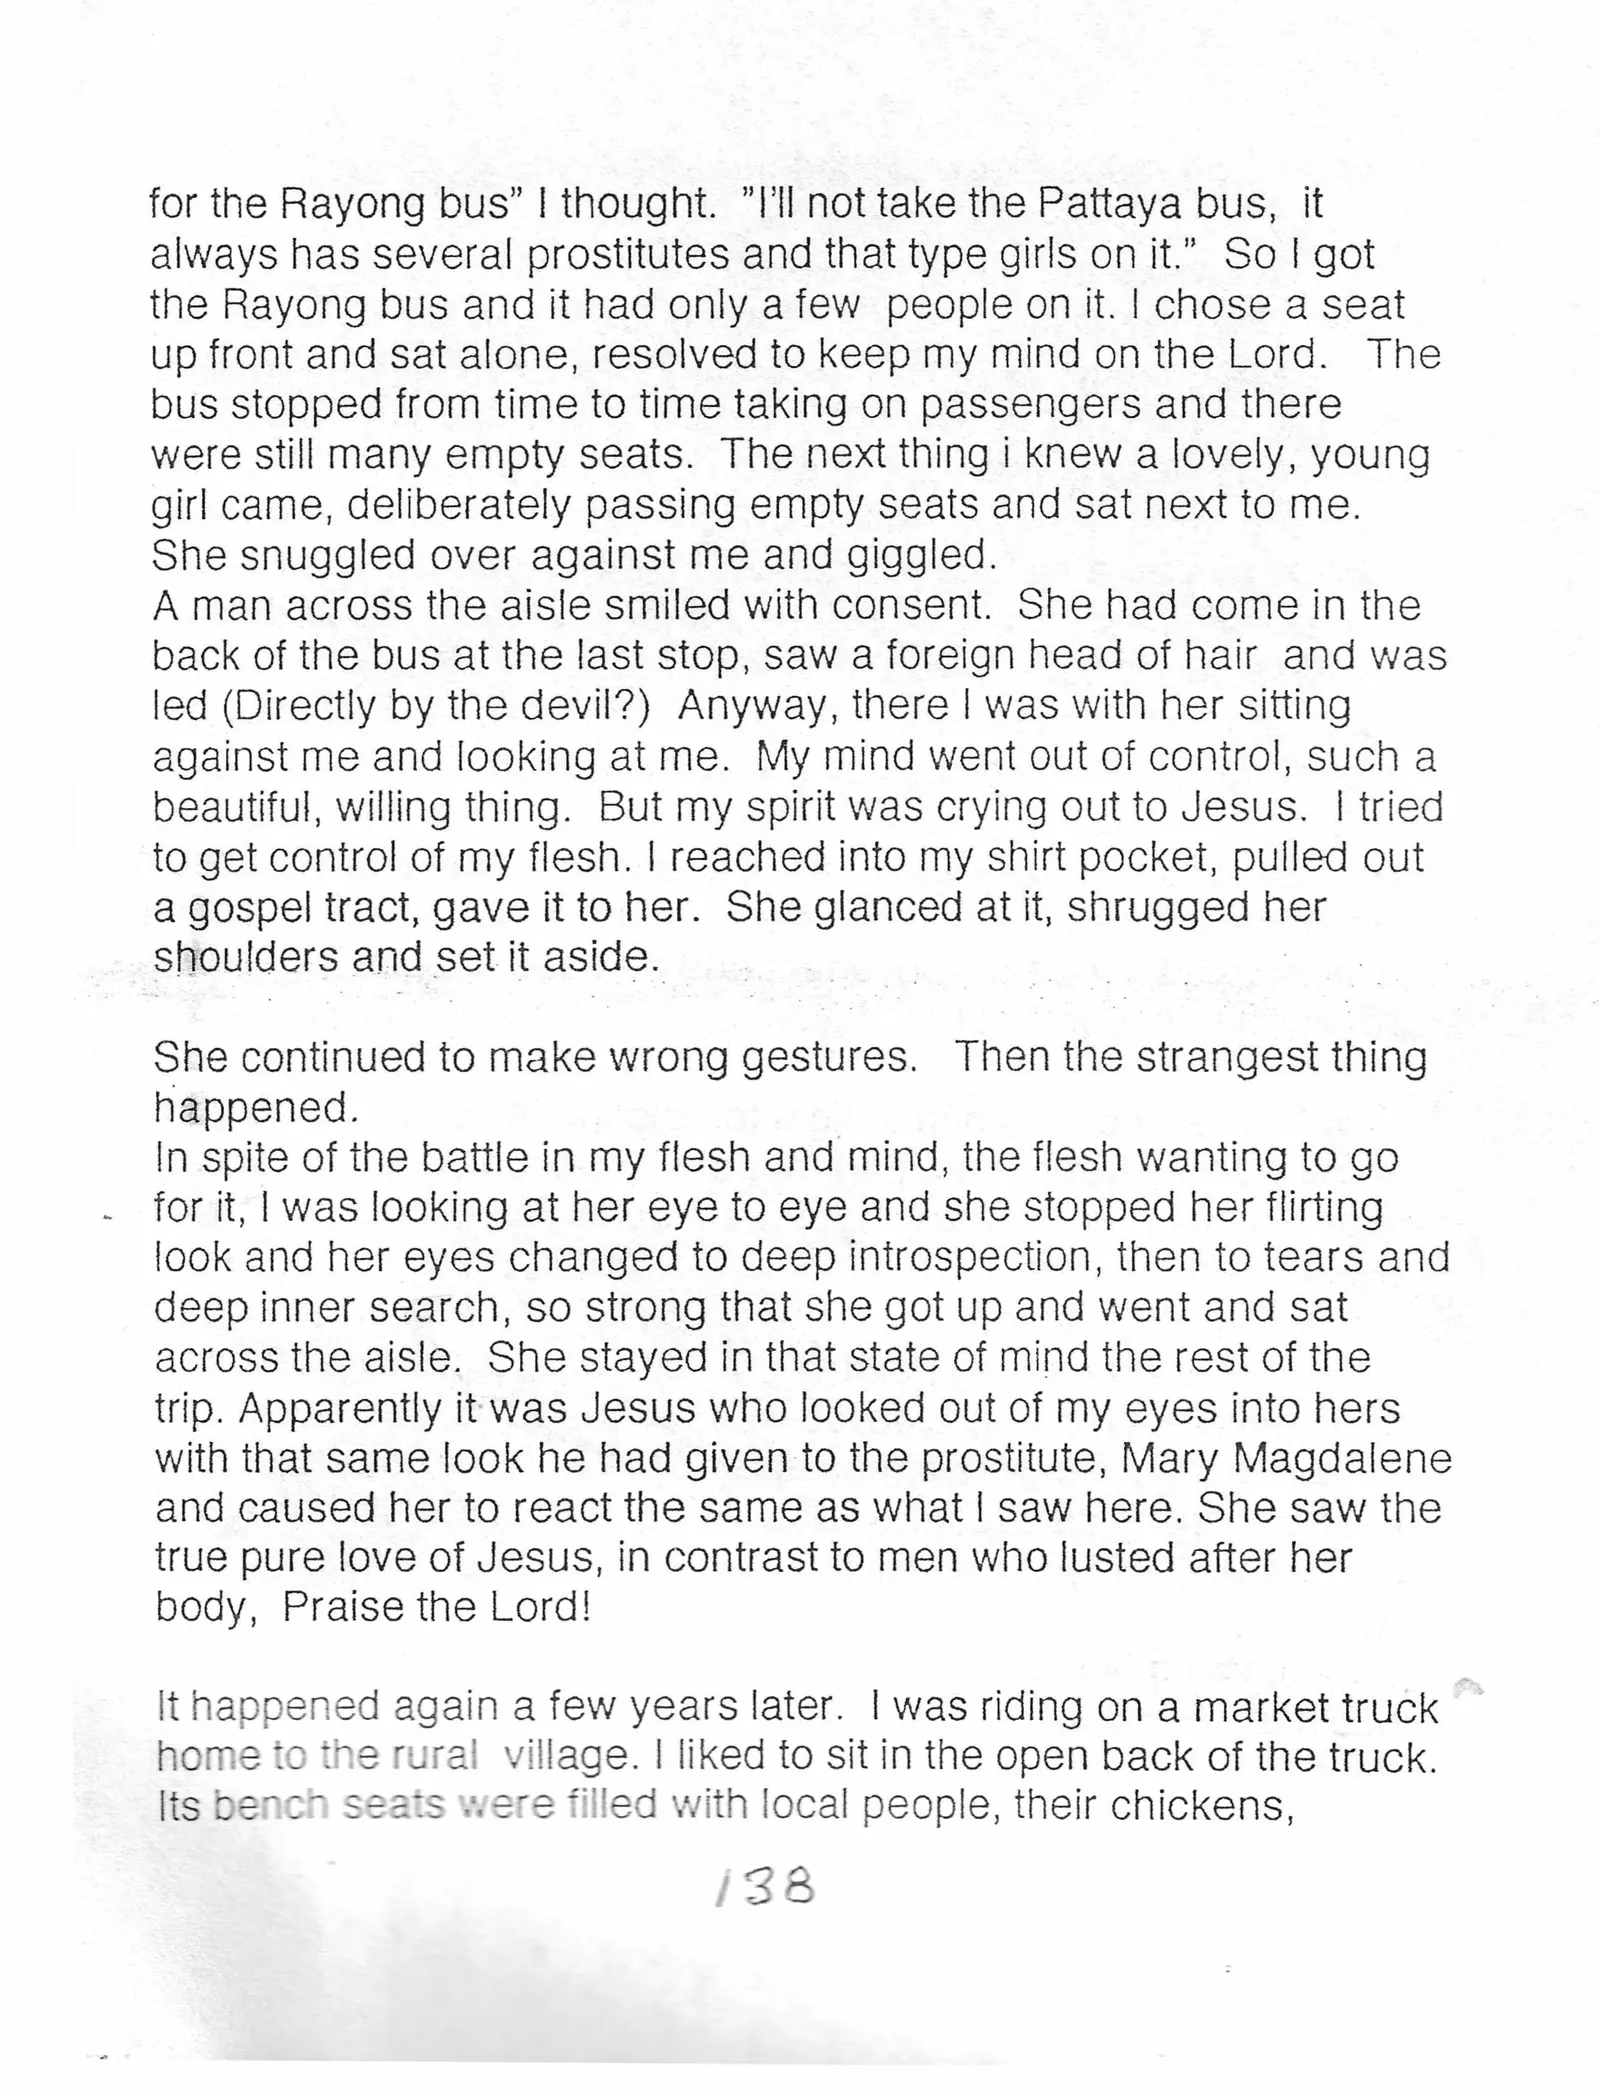 for the Rayong bus” I thought.  ”I’ll not take the Pattaya bus,  it
always has several prostitutes and that type girls on it.”  So I got
the Rayong bus and it had only a few  people on it. I chose a seat
up front and sat alone, resolved to keep my mind on the Lord.   The
bus stopped from time to time taking on passengers and there
were still many empty seats.  The next thing i knew a lovely, young
girl came, deliberately passing empty seats and sat next to me.
She snuggled over against me and giggled.
A man across the aisle smiled with consent.  She had come in the
back of the bus at the last stop, saw a foreign head of hair  and was
led (Directly by the devil?)  Anyway, there I was with her sitting
against me and looking at me.  My mind went out of control, such a
beautiful, willing thing.  But my spirit was crying out to Jesus.  I tried
to get control of my flesh. I reached into my shirt pocket, pulled out
a gospel tract, gave it to her.  She glanced at it, shrugged her
shoulders and set it aside.
She continued to make wrong gestures.   Then the strangest thing
happened.
In spite of the battle in my flesh and mind, the flesh wanting to go
for it, I was looking at her eye to eye and she stopped her flirting
look and her eyes changed to deep introspection, then to tears and
deep inner search, so strong that she got up and went and sat
across the aisle.  She stayed in that state of mind the rest of the
trip. Apparently it was Jesus who looked out of my eyes into hers
with that same look he had given to the prostitute, Mary Magdalene
and caused her to react the same as what I saw here. She saw the
true pure love of Jesus, in contrast to men who lusted after her
body,  Praise the Lord!
It happened again a few years later.  I was riding on a market truck
home to the rural  village. I liked to sit in the open back of the truck.
Its bench seats were filled with local people, their chickens,
138